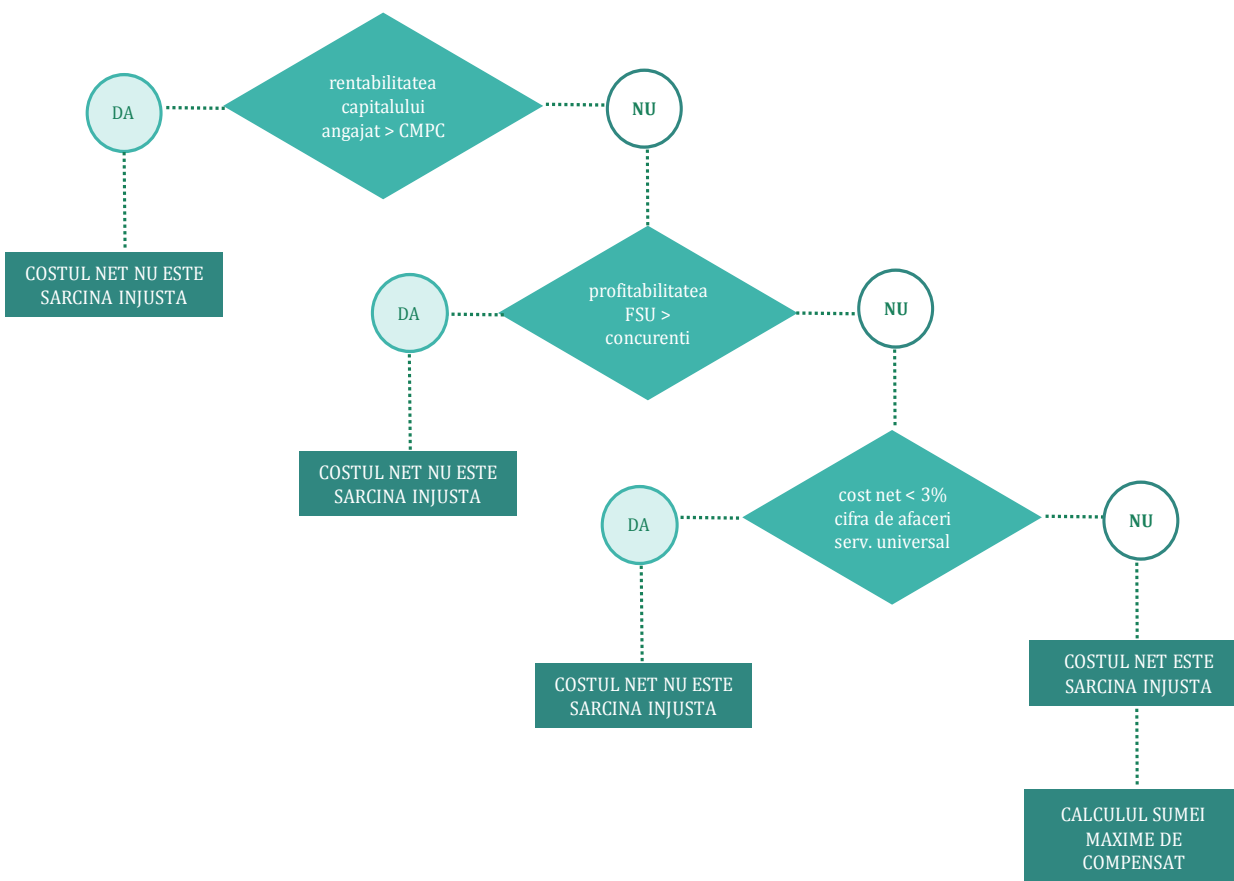 rentabilitatea
capitalului
angajat > CMPC
DA
NU
COSTUL NET NU ESTE
SARCINA INJUSTA
profitabilitatea
FSU >
concurenti
DA
NU
COSTUL NET NU ESTE
SARCINA INJUSTA
cost net < 3%
cifra de afaceri
serv. universal
DA
NU
COSTUL NET NU ESTE
SARCINA INJUSTA
COSTUL NET ESTE
SARCINA INJUSTA
CALCULUL SUMEI
MAXIME DE
COMPENSAT